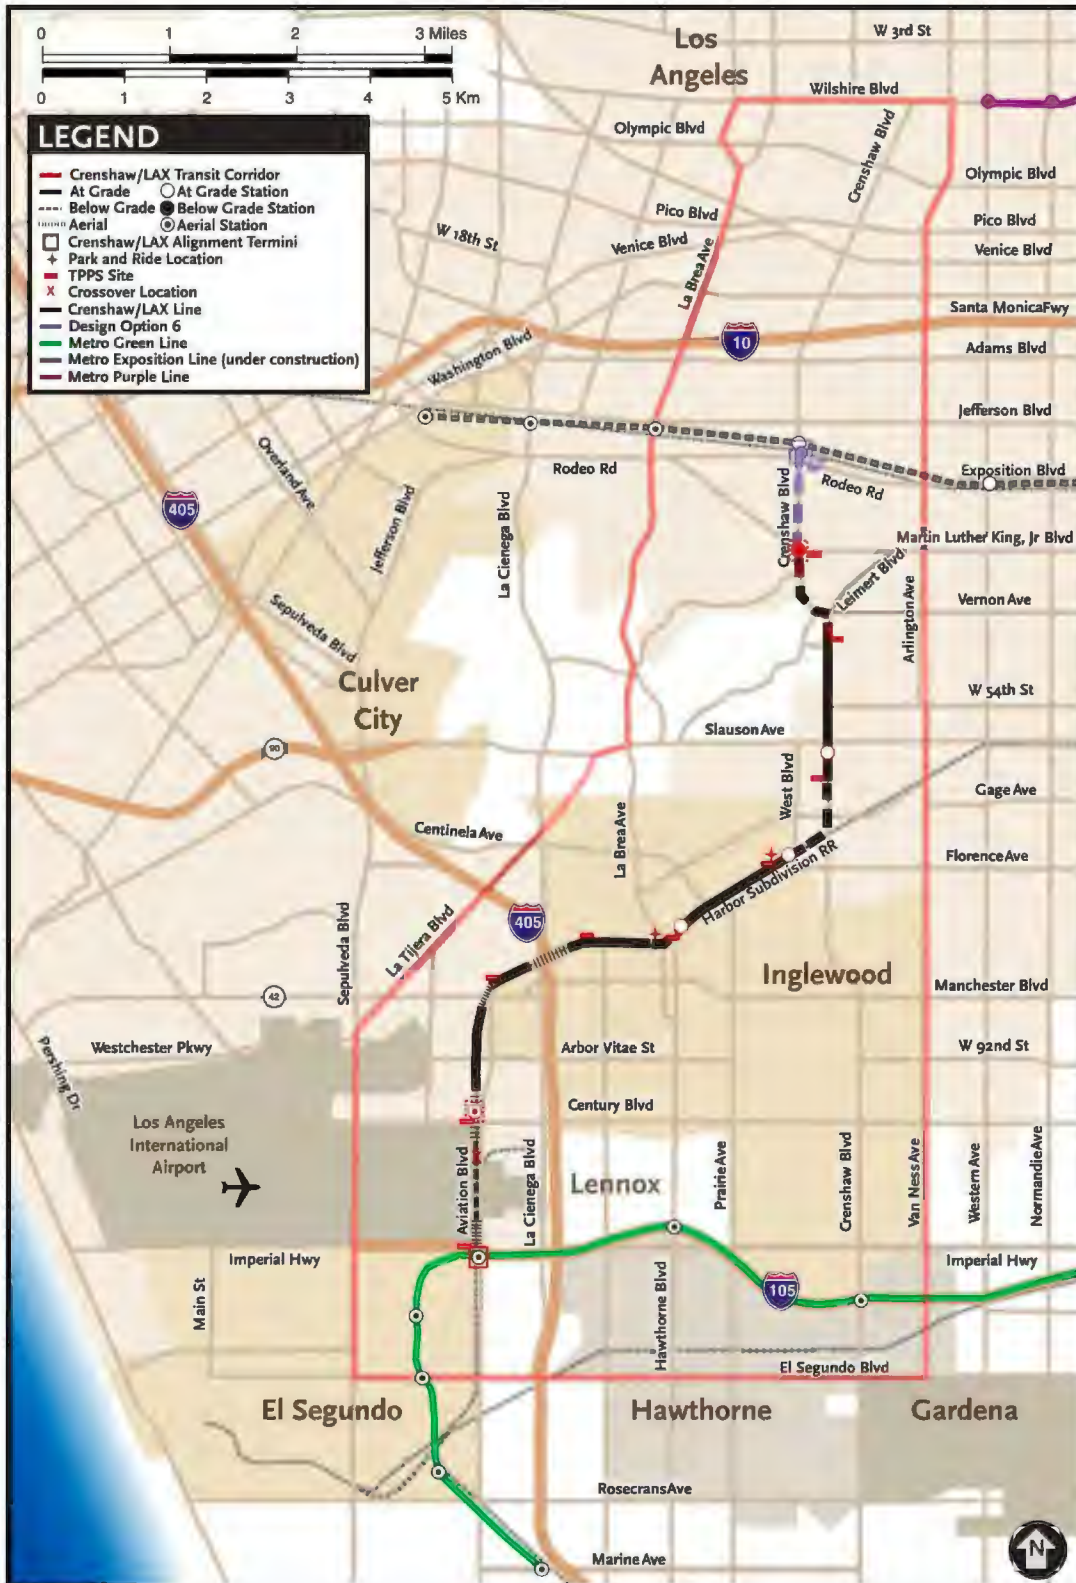 0 1 2 3 Miles
0 1 2 3 4 5 Km
LEGEND
Crenshaw/LAX Transit Corridor
At Grade At Grade Station
Below Grade Below Grade Station
Aerial Aerial Station
Crenshaw/LAX Alignment Termini
Park and Ride Location
TPPS Site
X Crossover Location
Crenshaw/LAX Line
Design Option 6
Metro Green Line
Metro Exposition Line (under construction)
Metro Purple Line
Los
Angeles
W 3rd St
Wilshire Blvd
Olympic Blvd
Crenshaw Blvd
Olympic Blvd
Pico Blvd
Pico Blvd
W 18th St
Venice Blvd
Venice Blvd
La Brea Ave
Santa Monica Fwy
10
Adams Blvd
Washington Blvd
Jefferson Blvd
Overland Ave
Rodeo Rd
Exposition Blvd
Rodeo Rd
405
Jefferson Blvd
La Cienega Blvd
Crenshaw Blvd
Martin Luther King, Jr Blvd
Leimert Blvd
Vernon Ave
Arlington Ave
Sepulveda Blvd
Culver
City
W 54th St
Slauson Ave
90
West Blvd
Gage Ave
Centinela Ave
La Brea Ave
Florence Ave
Harbor Subdivision RR
405
Sepulveda Blvd
La Tijera Blvd
Inglewood
Manchester Blvd
42
Westchester Pkwy
Arbor Vitae St
W 92nd St
Pershing Dr
Century Blvd
Los Angeles
International
Airport
Aviation Blvd
La Cienega Blvd
Lennox
Prairie Ave
Crenshaw Blvd
Van Ness Ave
Western Ave
Normandie Ave
Imperial Hwy
Imperial Hwy
Main St
Hawthorne Blvd
105
El Segundo Blvd
El Segundo
Hawthorne
Gardena
Rosecrans Ave
Marine Ave
N